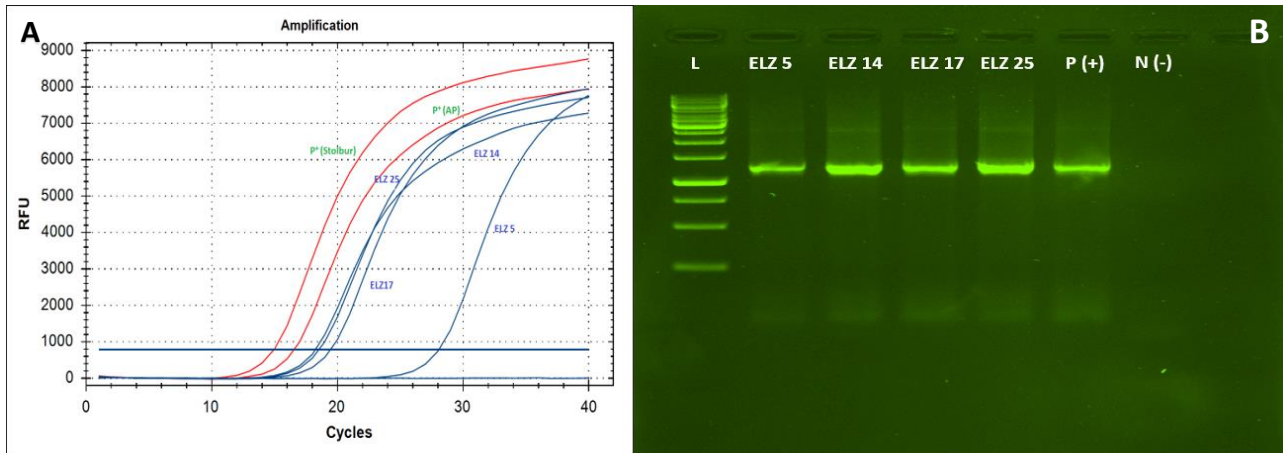 A
Amplification
RFU
9000
8000
7000
6000
5000
4000
3000
2000
1000
0
P⁺ (Stolbur)
P⁺ (AP)
ELZ 14
ELZ 25
ELZ 5
ELZ17
0 10 20 30 40
Cycles
B
L ELZ 5 ELZ 14 ELZ 17 ELZ 25 P (+) N (-)